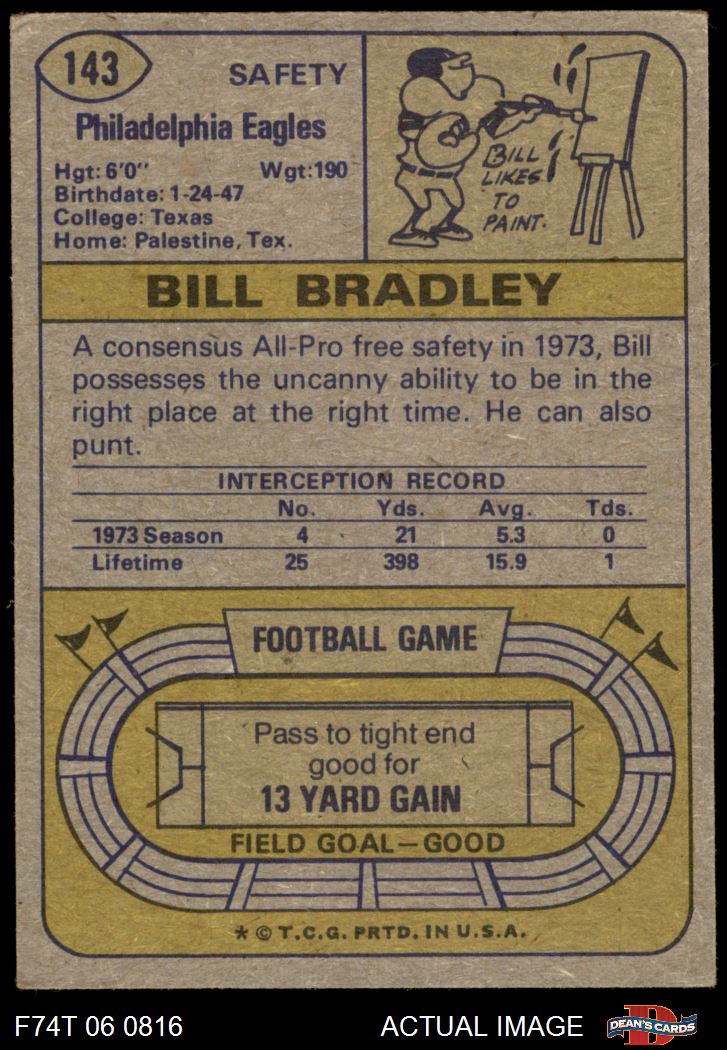 143
SAFETY
Philadelphia Eagles
Hgt: 6'0" Wgt:190
Birthdate: 1-24-47
College: Texas
Home: Palestine, Tex.
BILL
LIKES
TO
PAINT.
BILL BRADLEY
A consensus All-Pro free safety in 1973, Bill
possesses the uncanny ability to be in the
right place at the right time. He can also
punt.
INTERCEPTION RECORD
No. Yds. Avg. Tds.
1973 Season 4 21 5.3 0
Lifetime 25 398 15.9 1
FOOTBALL GAME
Pass to tight end
good for
13 YARD GAIN
FIELD GOAL—GOOD
* © T.C.G. PRTD. IN U.S.A.
F74T 06 0816 ACTUAL IMAGE
D
DEAN'S CARDS